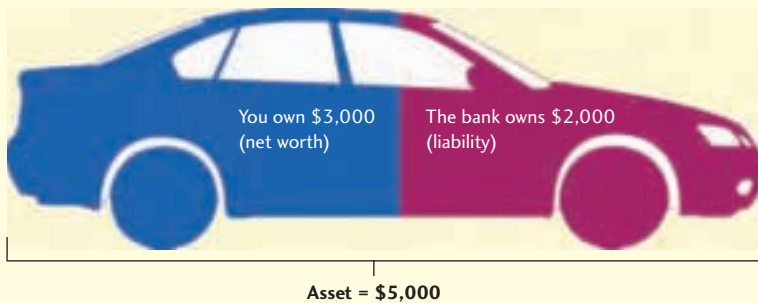 You own $3,000
(net worth)
The bank owns $2,000
(liability)
Asset = $5,000